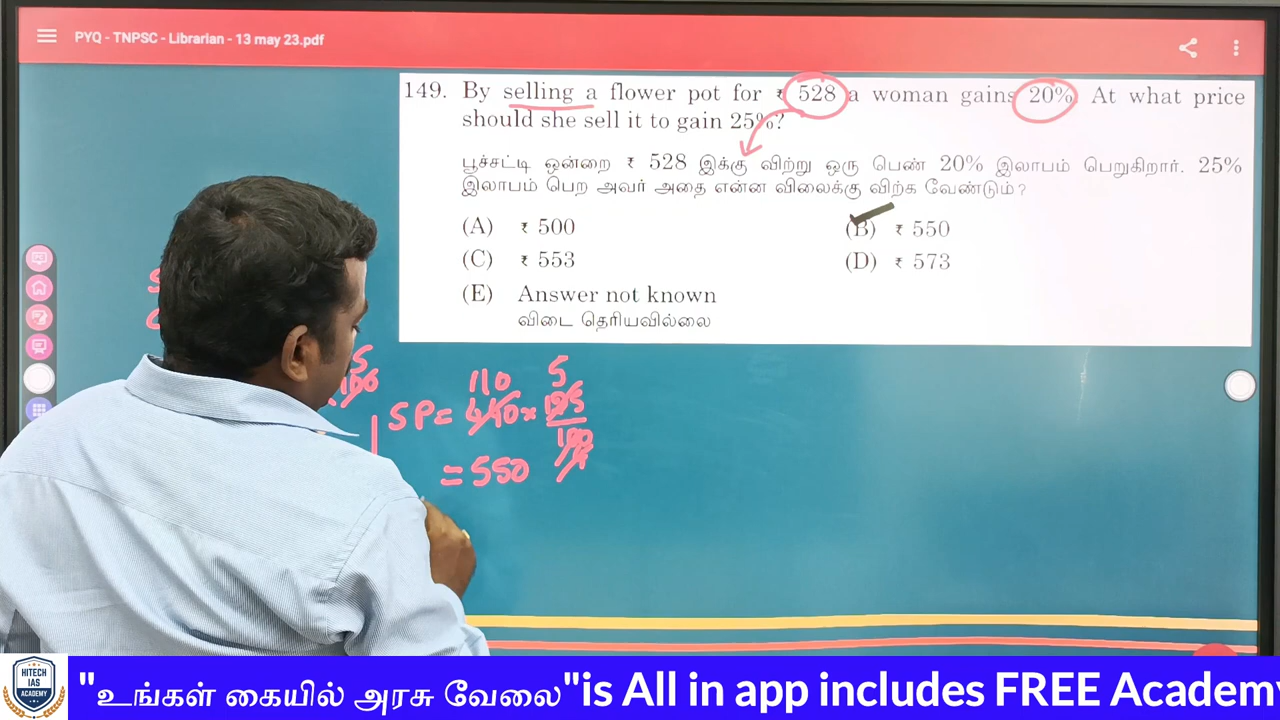 PYQ - TNPSC - Librarian - 13 may 23.pdf
149. By selling a flower pot for ₹ 528 a woman gains 20% At what price
should she sell it to gain 25%?
பூச்சட்டி ஒன்றை ₹ 528 இக்கு விற்று ஒரு பெண் 20% இலாபம் பெறுகிறார். 25%
இலாபம் பெற அவர் அதை என்ன விலைக்கு விற்க வேண்டும்?
(A) ₹ 500 (B) ₹ 550
(C) ₹ 553 (D) ₹ 573
(E) Answer not known
விடை தெரியவில்லை
110 5
SP = 440 × 125
100
= 550
HITECH
IAS
ACADEMY
"உங்கள் கையில் அரசு வேலை"is All in app includes FREE Academy